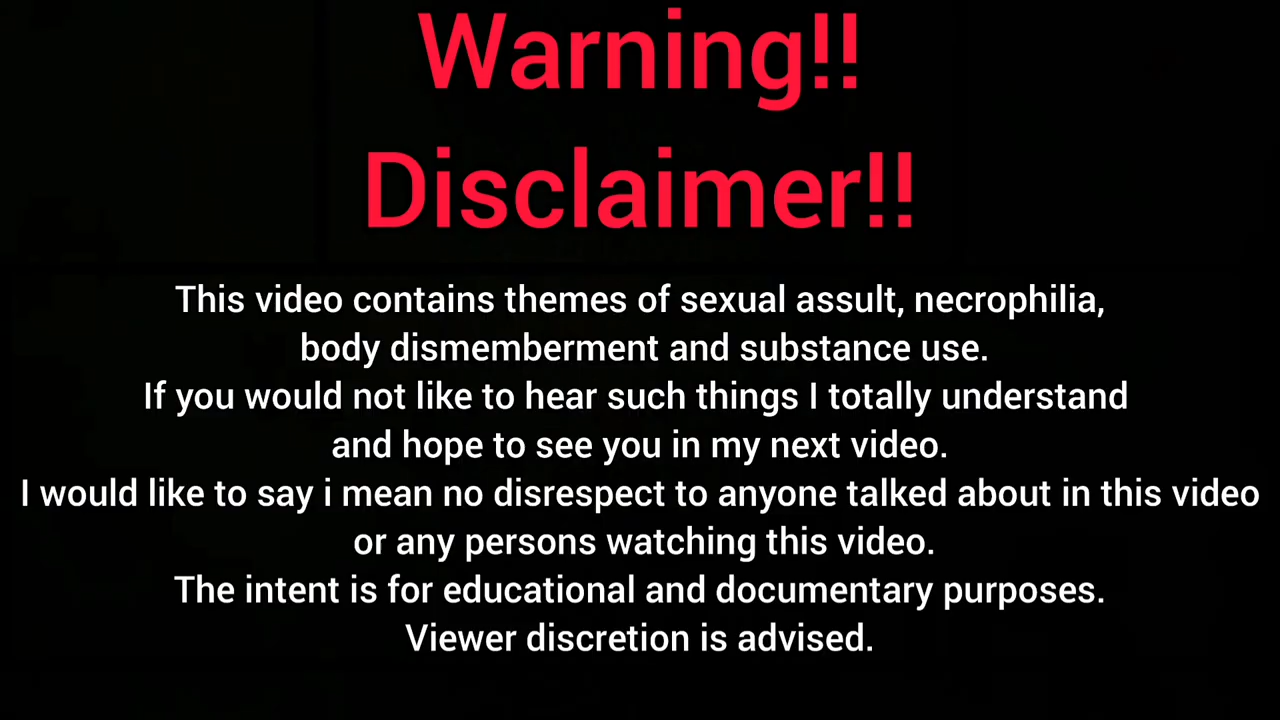 Warning!!
Disclaimer!!
This video contains themes of sexual assult, necrophilia,
body dismemberment and substance use.
If you would not like to hear such things I totally understand
and hope to see you in my next video.
I would like to say i mean no disrespect to anyone talked about in this video
or any persons watching this video.
The intent is for educational and documentary purposes.
Viewer discretion is advised.